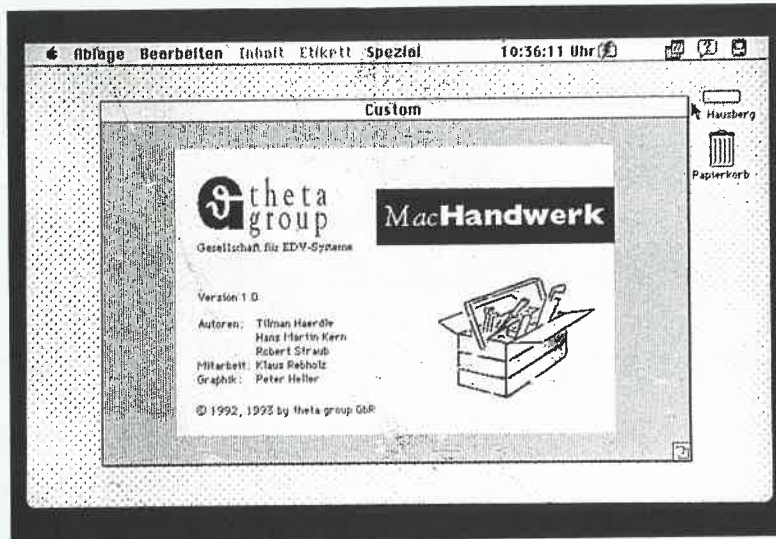 Ablage Bearbeiten Inhalt Etikett Spezial 10:36:11 Uhr
Custom
Hausberg
Papierkorb
theta
group
Gesellschaft für EDV-Systeme
MacHandwerk
Version 1.0
Autoren: Tilman Haerdle
Hans Martin Kern
Robert Straub
Mitarbeit: Klaus Rebholz
Graphik: Peter Heller
© 1992, 1993 by theta group GbR